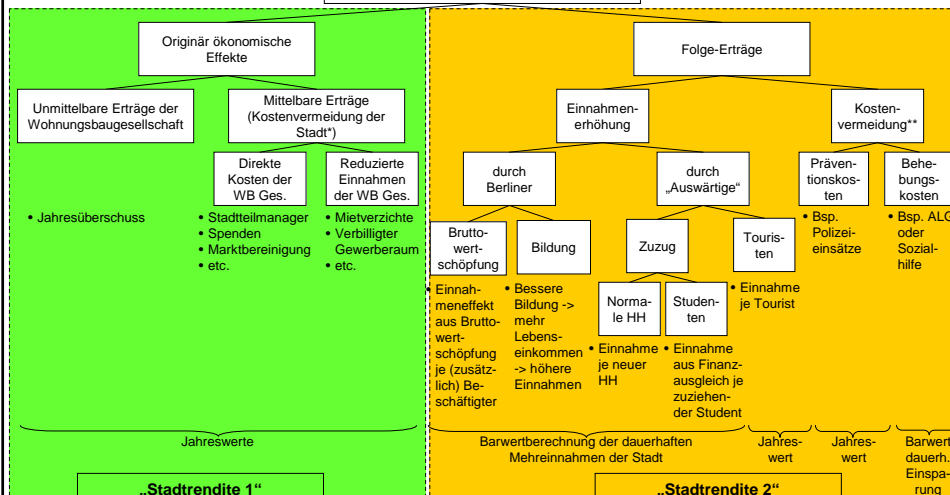 Originär ökonomische
Effekte
Folge-Erträge
Unmittelbare Erträge der
Wohnungsbaugesellschaft
Mittelbare Erträge
(Kostenvermeidung der
Stadt*)
Einnahmen-
erhöhung
Kosten-
vermeidung**
Direkte
Kosten der
WB Ges.
Reduzierte
Einnahmen
der WB Ges.
durch
Berliner
durch
„Auswärtige“
Präven-
tionskos-
ten
Behe-
bungs-
kosten
• Jahresüberschuss
• Stadtteilmanager
• Spenden
• Marktbereinigung
• etc.
• Mietverzichte
• Verbilligter
Gewerberaum
• etc.
Brutto-
wert-
schöpfung
Bildung
Zuzug
Touris-
ten
• Bsp.
Polizei-
einsätze
• Bsp. ALG
oder
Sozial-
hilfe
• Einnah-
meneffekt
aus Brutto-
wert-
schöpfung
je (zusätz-
lich) Be-
schäftigter
• Bessere
Bildung ->
mehr
Lebens-
einkommen
-> höhere
Einnahmen
Norma-
le HH
Studen-
ten
• Einnahme
je Tourist
• Einnahme
je neuer
HH
• Einnahme
aus Finanz-
ausgleich je
zuziehen-
der Student
Jahreswerte
Barwertberechnung der dauerhaften
Mehreinnahmen der Stadt
Jahres-
wert
Jahres-
wert
Barwert
dauerh.
Einspa-
rung
„Stadtrendite 1“
„Stadtrendite 2“